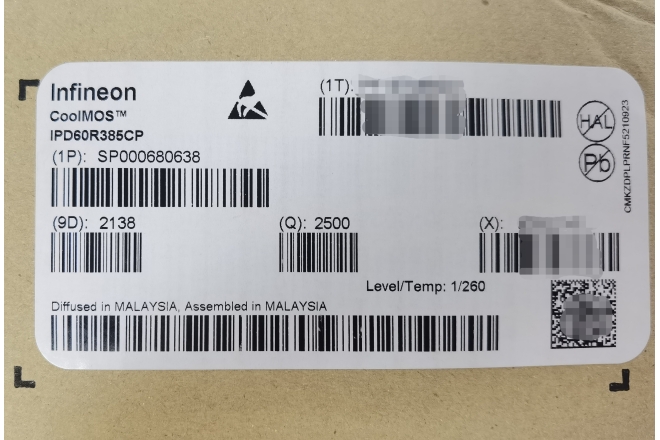 Infineon
CoolMOS™
IPD60R385CP
(1P): SP000680638
(1T):
HAL
Pb
CMKZDPLPRNF5210923
(9D): 2138
(Q): 2500
(X):
Level/Temp: 1/260
Diffused in MALAYSIA, Assembled in MALAYSIA